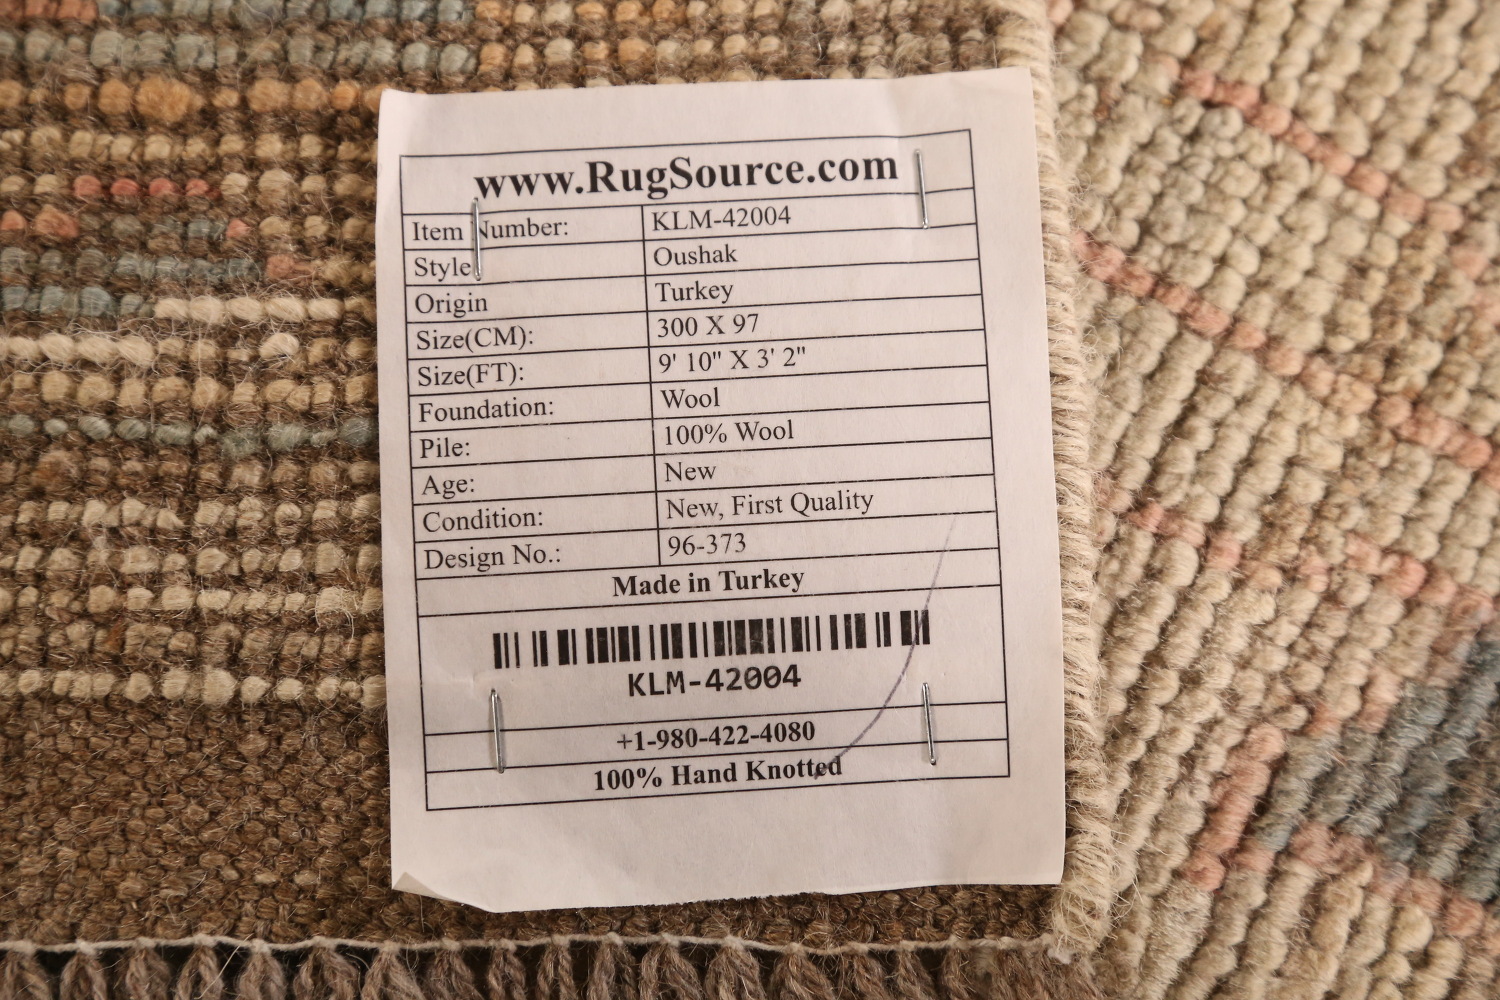 www.RugSource.com
Item Number: KLM-42004
Style Oushak
Origin Turkey
Size(CM): 300 X 97
Size(FT): 9' 10" X 3' 2"
Foundation: Wool
Pile: 100% Wool
Age: New
Condition: New, First Quality
Design No.: 96-373
Made in Turkey
KLM-42004
+1-980-422-4080
100% Hand Knotted